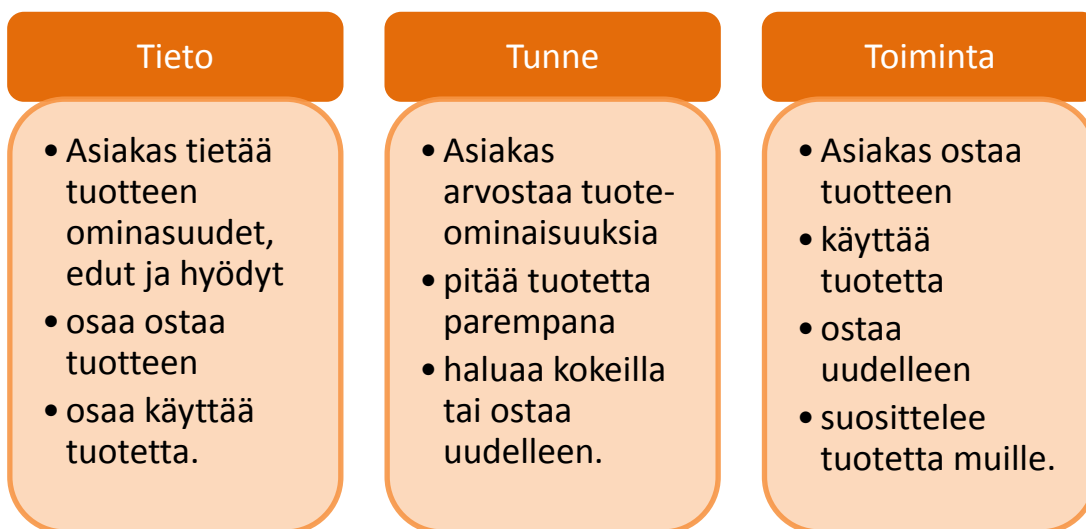 Tieto
• Asiakas tietää
tuotteen
ominasuudet,
edut ja hyödyt
• osaa ostaa
tuotteen
• osaa käyttää
tuotetta.
Tunne
• Asiakas
arvostaa tuote-
ominaisuuksia
• pitää tuotetta
parempana
• haluaa kokeilla
tai ostaa
uudelleen.
Toiminta
• Asiakas ostaa
tuotteen
• käyttää
tuotetta
• ostaa
uudelleen
• suosittelee
tuotetta muille.